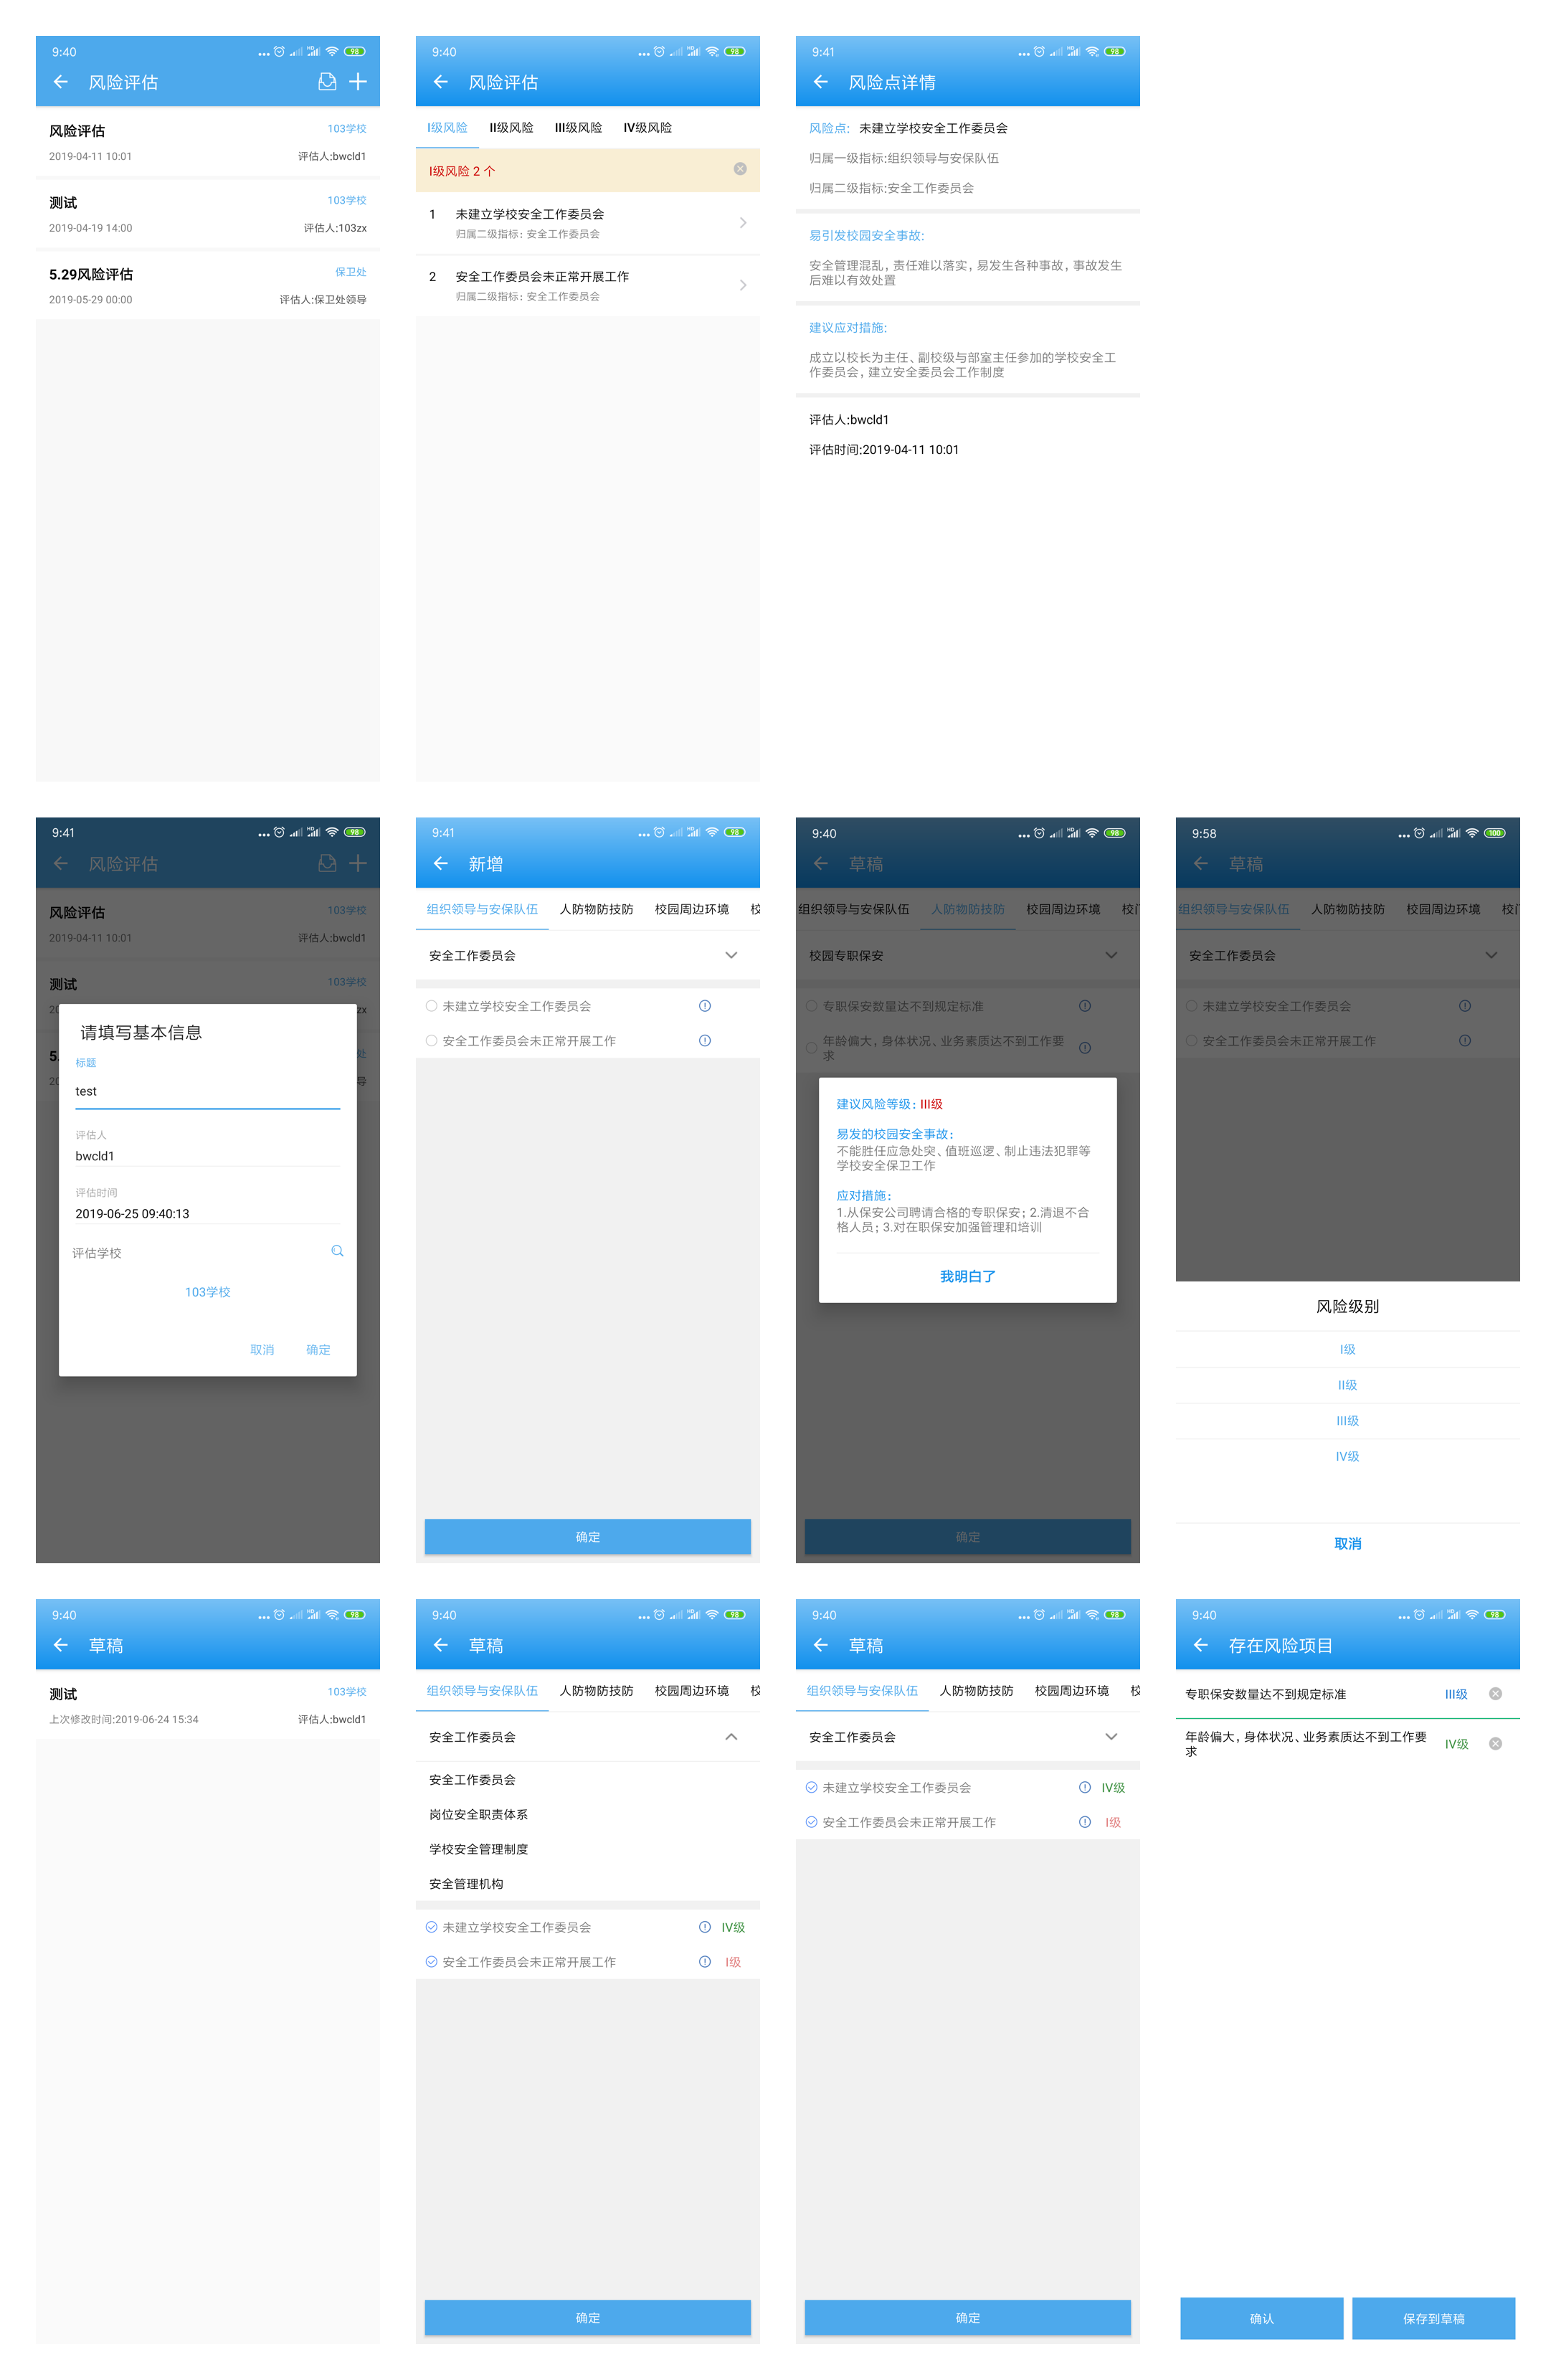 9:40
98
风险评估
风险评估
103学校
2019-04-11 10:01
评估人:bwcld1
测试
103学校
2019-04-19 14:00
评估人:103zx
5.29风险评估
保卫处
2019-05-29 00:00
评估人:保卫处领导
9:40
98
风险评估
I级风险
II级风险
III级风险
IV级风险
I级风险 2 个
1
未建立学校安全工作委员会
归属二级指标: 安全工作委员会
2
安全工作委员会未正常开展工作
归属二级指标: 安全工作委员会
9:41
98
风险点详情
风险点: 未建立学校安全工作委员会
归属一级指标:组织领导与安保队伍
归属二级指标:安全工作委员会
易引发校园安全事故:
安全管理混乱，责任难以落实，易发生各种事故，事故发生
后难以有效处置
建议应对措施:
成立以校长为主任、副校级与部室主任参加的学校安全工
作委员会，建立安全委员会工作制度
评估人:bwcld1
评估时间:2019-04-11 10:01
9:41
98
风险评估
风险评估
103学校
2019-04-11 10:01
评估人:bwcld1
测试
103学校
20
zx
5.
处
20
导
请填写基本信息
标题
test
评估人
bwcld1
评估时间
2019-06-25 09:40:13
评估学校
103学校
取消
确定
9:41
98
新增
组织领导与安保队伍
人防物防技防
校园周边环境
校
安全工作委员会
未建立学校安全工作委员会
安全工作委员会未正常开展工作
确定
9:40
98
草稿
组织领导与安保队伍
人防物防技防
校园周边环境
校门
校园专职保安
专职保安数量达不到规定标准
年龄偏大，身体状况、业务素质达不到工作要
求
建议风险等级: III级
易发的校园安全事故:
不能胜任应急处突、值班巡逻、制止违法犯罪等
学校安全保卫工作
应对措施:
1.从保安公司聘请合格的专职保安；2.清退不合
格人员；3.对在职保安加强管理和培训
我明白了
确定
9:58
100
草稿
组织领导与安保队伍
人防物防技防
校园周边环境
校门
安全工作委员会
未建立学校安全工作委员会
安全工作委员会未正常开展工作
风险级别
I级
II级
III级
IV级
取消
9:40
98
草稿
测试
103学校
上次修改时间:2019-06-24 15:34
评估人:bwcld1
9:40
98
草稿
组织领导与安保队伍
人防物防技防
校园周边环境
校
安全工作委员会
安全工作委员会
岗位安全职责体系
学校安全管理制度
安全管理机构
未建立学校安全工作委员会
IV级
安全工作委员会未正常开展工作
I级
确定
9:40
98
草稿
组织领导与安保队伍
人防物防技防
校园周边环境
校
安全工作委员会
未建立学校安全工作委员会
IV级
安全工作委员会未正常开展工作
I级
确定
9:40
98
存在风险项目
专职保安数量达不到规定标准
III级
年龄偏大，身体状况、业务素质达不到工作要
求
IV级
确认
保存到草稿